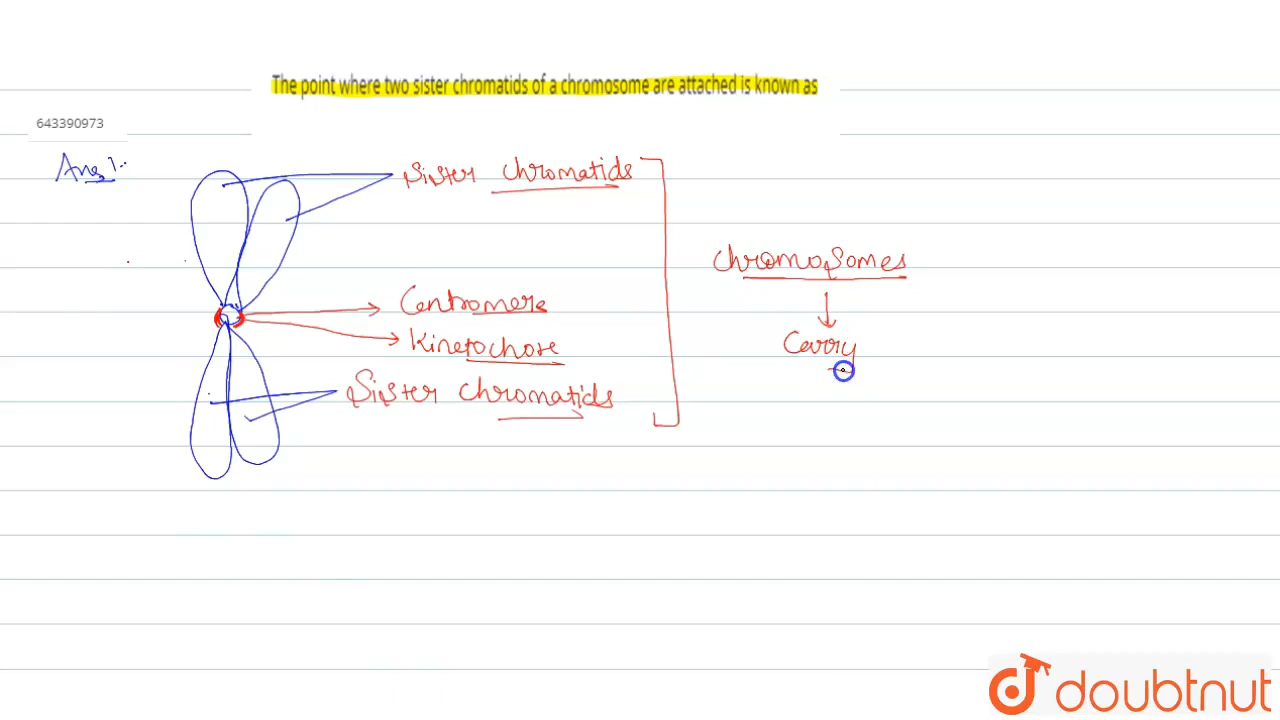 The point where two sister chromatids of a chromosome are attached is known as
643390973
Ans 1:-
Sister chromatids
Chromosomes
Centromere
Carry
Kinetochore
Sister chromatids
doubtnut